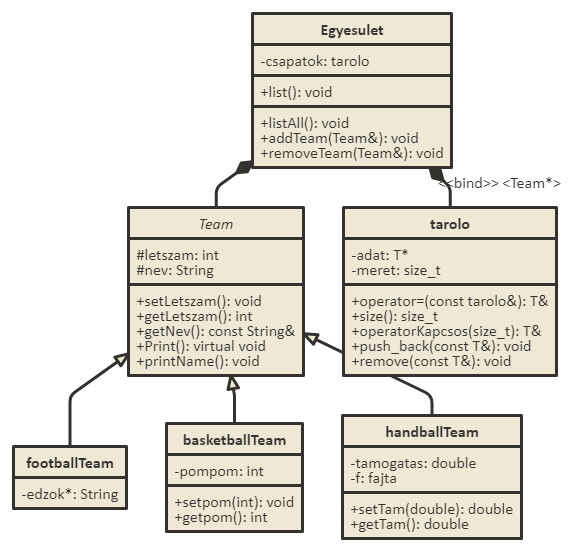 Egyesulet
-csapatok: tarolo
+list(): void
+listAll(): void
+addTeam(Team&): void
+removeTeam(Team&): void
<<bind>> <Team*>
Team
#letszam: int
#nev: String
+setLetszam(): void
+getLetszam(): int
+getNev(): const String&
+Print(): virtual void
+printName(): void
tarolo
-adat: T*
-meret: size_t
+operator=(const tarolo&): T&
+size(): size_t
+operatorKapcsos(size_t): T&
+push_back(const T&): void
+remove(const T&): void
footballTeam
-edzok*: String
basketballTeam
-pompom: int
+setpom(int): void
+getpom(): int
handballTeam
-tamogatas: double
-f: fajta
+setTam(double): double
+getTam(): double